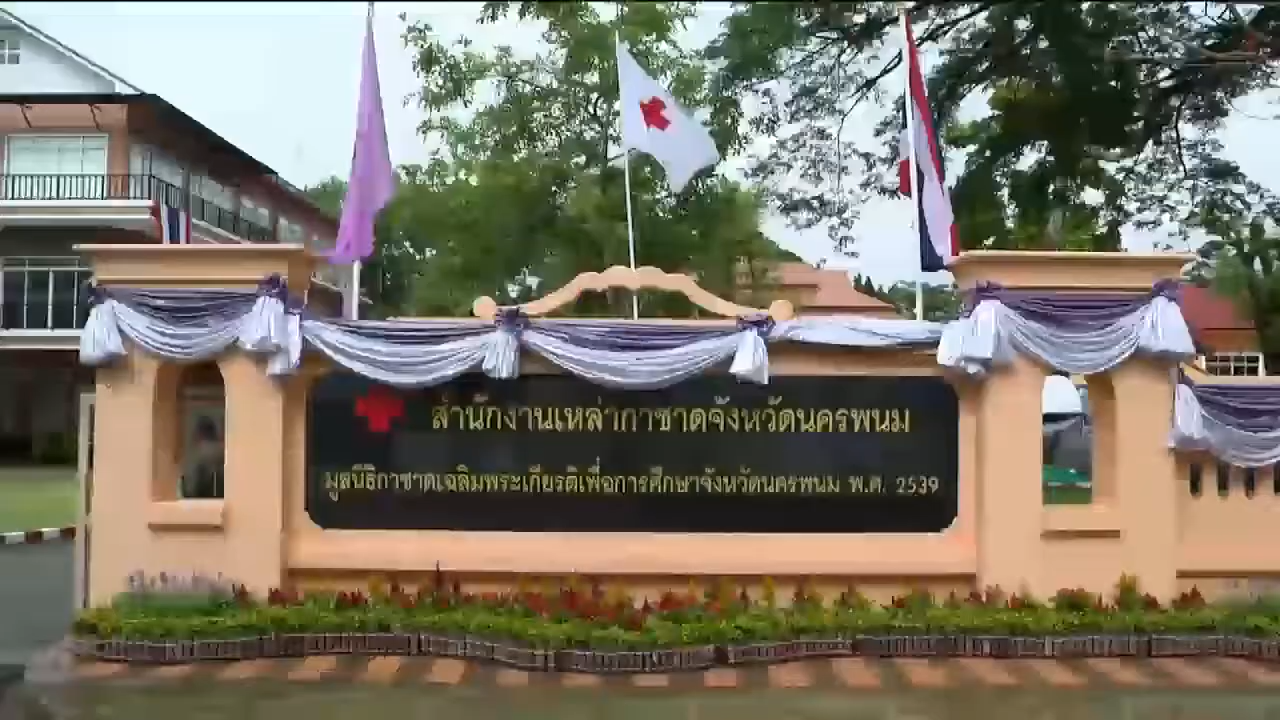 สำนักงานเหล่ากาชาดจังหวัดนครพนม
มูลนิธิกาชาดเฉลิมพระเกียรติเพื่อการศึกษาจังหวัดนครพนม พ.ศ. 2539